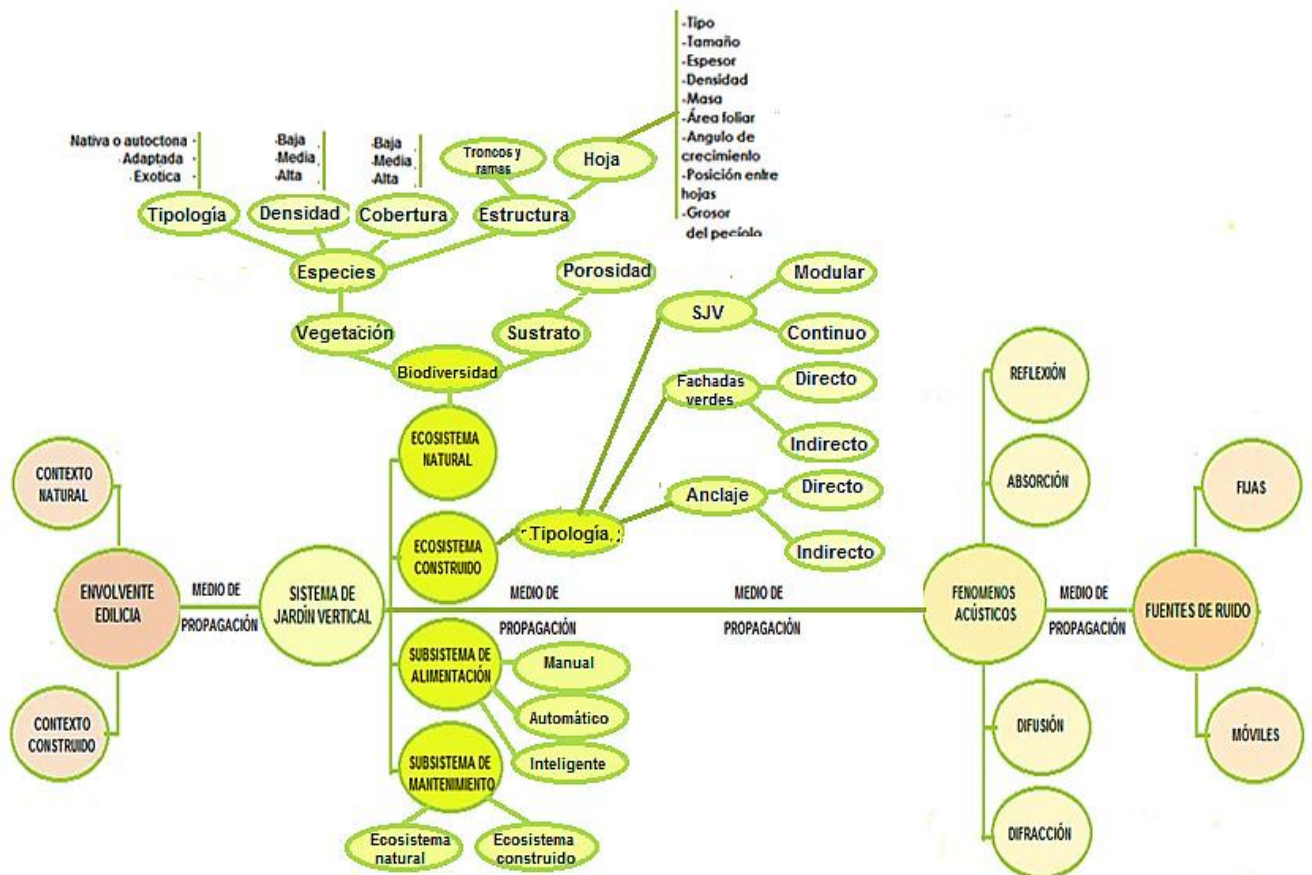 -Tipo
-Tamaño
-Espesor
-Densidad
-Masa
-Área foliar
-Angulo de
crecimiento
-Posición entre
hojas
-Grosor
del pecíolo
Nativa o autoctona -
Adaptada -
Exotica -
-Baja
-Media
-Alta
-Baja
-Media
-Alta
Troncos y
ramas
Hoja
Tipología
Densidad
Cobertura
Estructura
Especies
Porosidad
Vegetación
Sustrato
Biodiversidad
SJV
Modular
Continuo
Fachadas
verdes
Directo
Indirecto
Anclaje
Directo
Indirecto
Tipología
ECOSISTEMA
NATURAL
ECOSISTEMA
CONSTRUIDO
CONTEXTO
NATURAL
ENVOLVENTE
EDILICIA
CONTEXTO
CONSTRUIDO
MEDIO DE
PROPAGACIÓN
SISTEMA DE
JARDÍN VERTICAL
MEDIO DE
PROPAGACIÓN
MEDIO DE
PROPAGACIÓN
SUBSISTEMA DE
ALIMENTACIÓN
Manual
Automático
Inteligente
SUBSISTEMA DE
MANTENIMIENTO
Ecosistema
natural
Ecosistema
construido
REFLEXIÓN
ABSORCIÓN
FENOMENOS
ACÚSTICOS
DIFUSIÓN
DIFRACCIÓN
MEDIO DE
PROPAGACIÓN
FIJAS
FUENTES DE RUIDO
MÓVILES